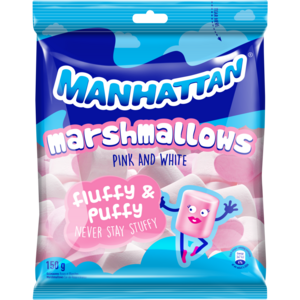 MANHATTAN
marshmallows
PINK AND WHITE
fluffy &
puffy
NEVER STAY STUFFY
150 g